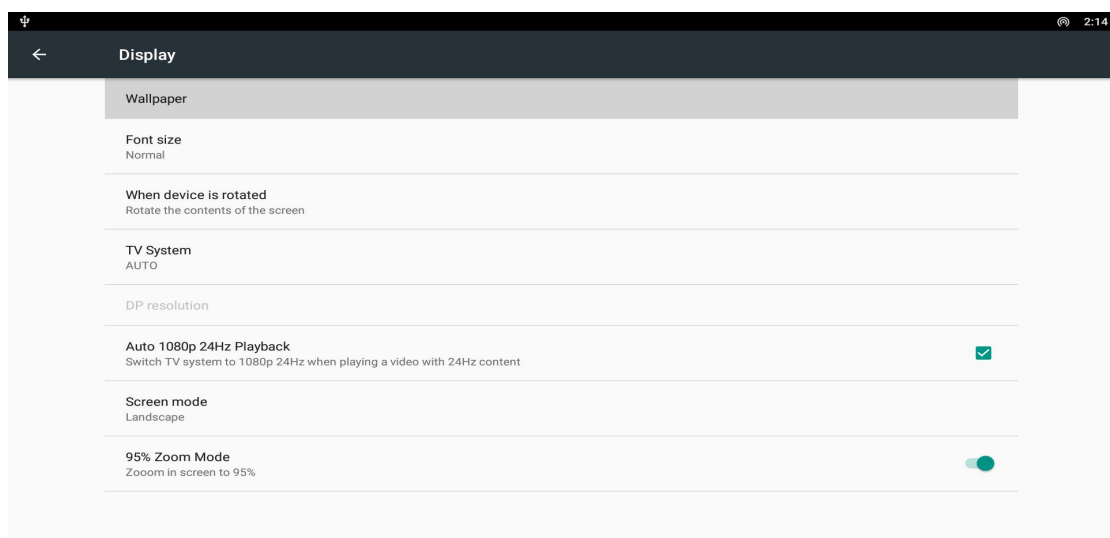 2:14
Display
Wallpaper
Font size
Normal
When device is rotated
Rotate the contents of the screen
TV System
AUTO
DP resolution
Auto 1080p 24Hz Playback
Switch TV system to 1080p 24Hz when playing a video with 24Hz content
Screen mode
Landscape
95% Zoom Mode
Zooom in screen to 95%